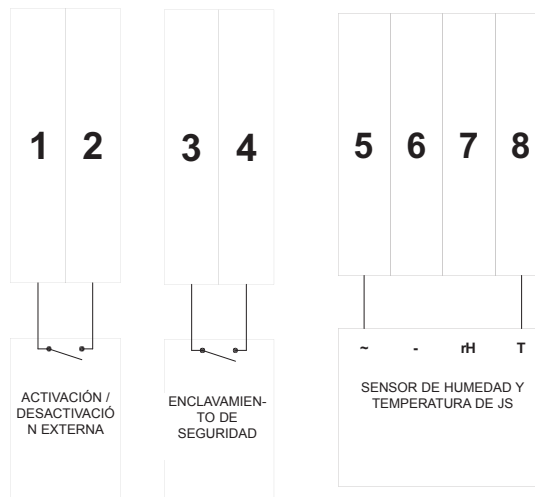 1 2 3 4 5 6 7 8
~ - rH T
ACTIVACIÓN /
DESACTIVACIÓ
N EXTERNA
ENCLAVAMIEN-
TO DE
SEGURIDAD
SENSOR DE HUMEDAD Y
TEMPERATURA DE JS